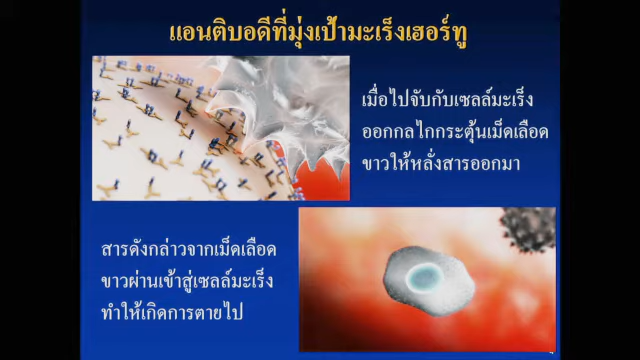 แอนติบอดีที่มุ่งเป้ามะเร็งเฮอร์ทู
เมื่อไปจับกับเซลล์มะเร็ง
ออกกลไกกระตุ้นเม็ดเลือด
ขาวให้หลั่งสารออกมา
สารดังกล่าวจากเม็ดเลือด
ขาวผ่านเข้าสู่เซลล์มะเร็ง
ทำให้เกิดการตายไป